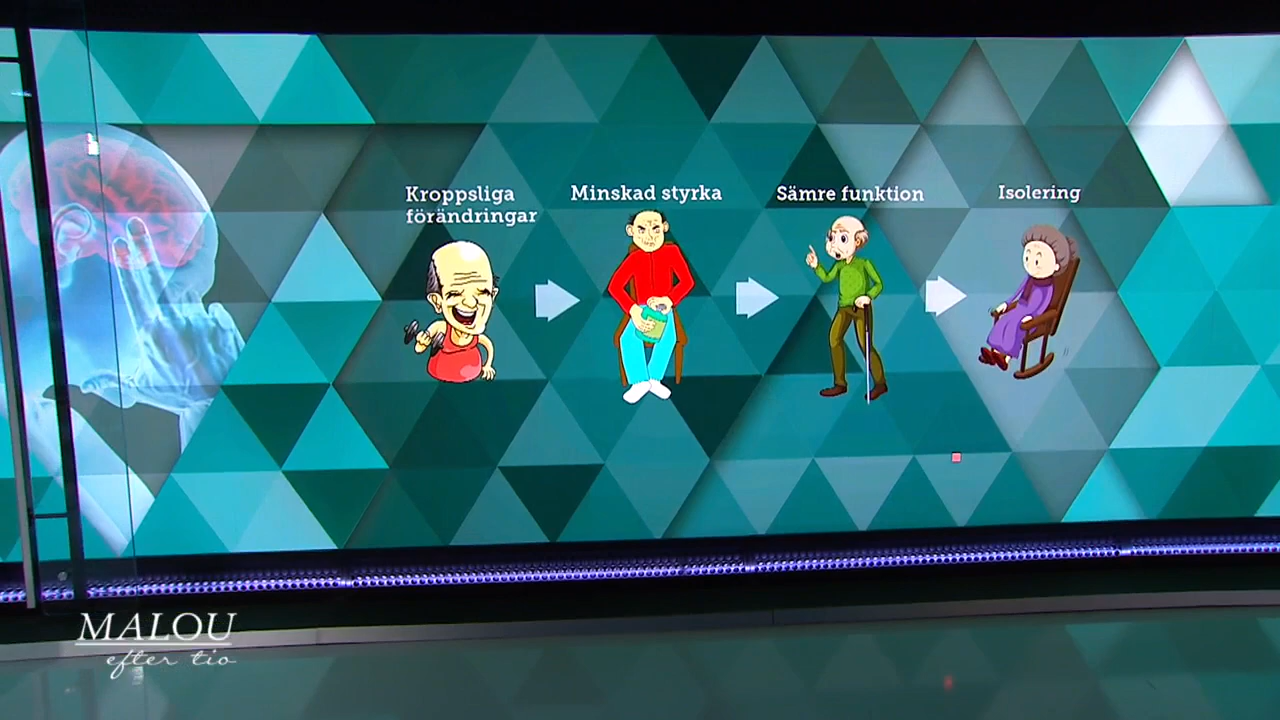 Kroppsliga
förändringar
Minskad styrka
Sämre funktion
Isolering
MALOU
efter tio